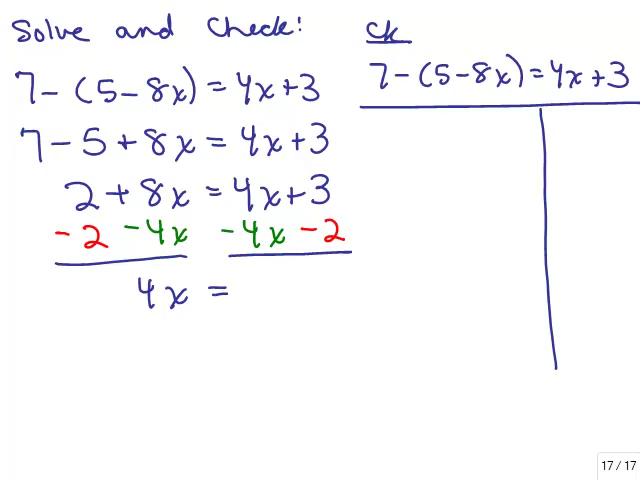 Solve and Check!
7 - (5 - 8x) = 4x + 3
7 - 5 + 8x = 4x + 3
2 + 8x = 4x + 3
- 2 - 4x - 4x - 2
4x =
Ck
7 - (5 - 8x) = 4x + 3
17 / 17